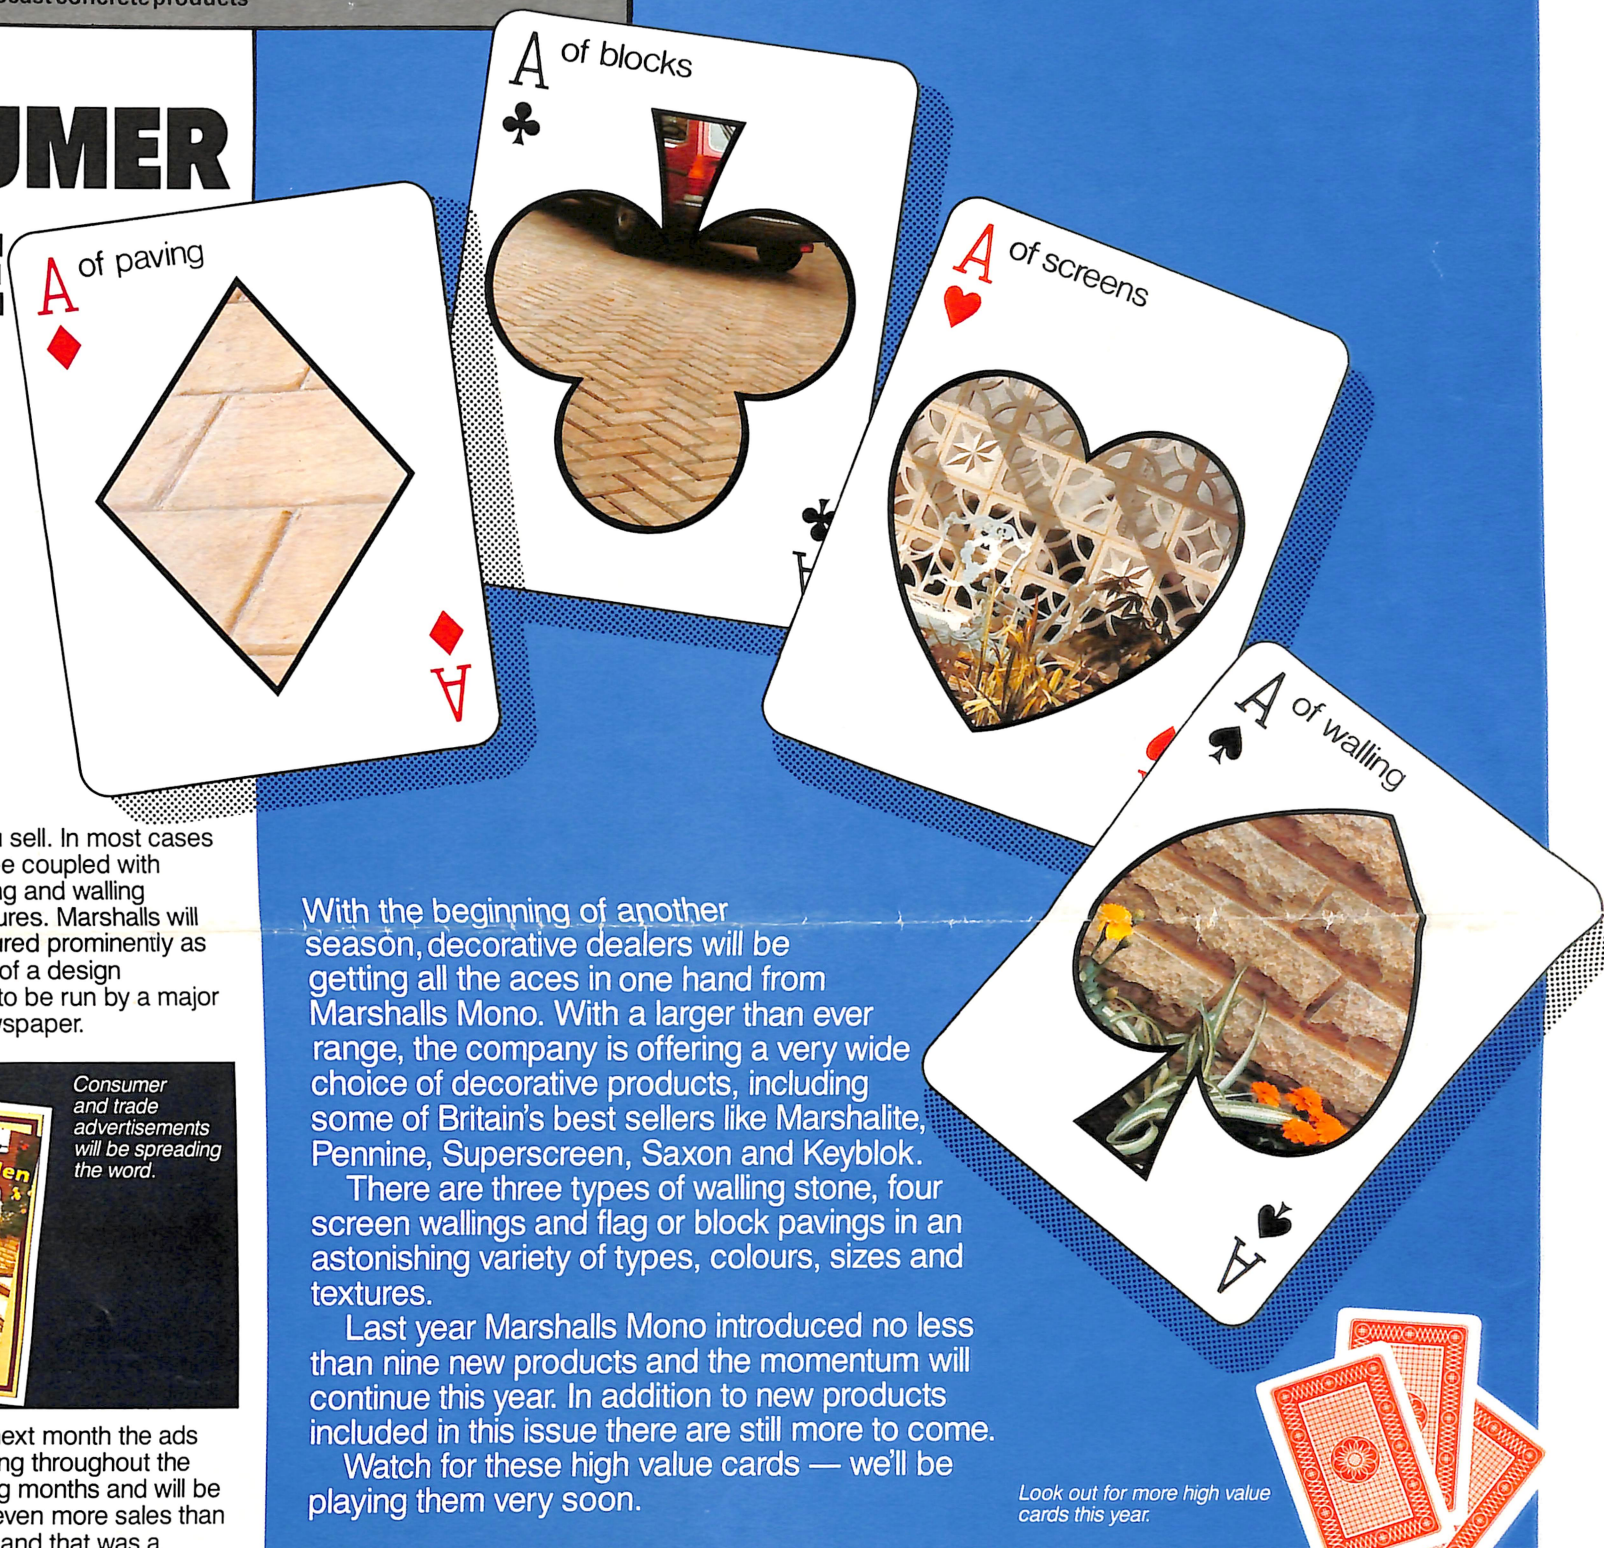 concrete products
UMER
A of paving
A
A of blocks
A
A of screens
A of walling
A
sell. In most cases
coupled with
and walling
Marshalls will
prominently as
of a design
to be run by a major
Consumer
and trade
advertisements
will be spreading
the word.
month the ads
throughout the
months and will be
even more sales than
and that was a
With the beginning of another
season, decorative dealers will be
getting all the aces in one hand from
Marshalls Mono. With a larger than ever
range, the company is offering a very wide
choice of decorative products, including
some of Britain's best sellers like Marshalite,
Pennine, Superscreen, Saxon and Keyblok.
There are three types of walling stone, four
screen wallings and flag or block pavings in an
astonishing variety of types, colours, sizes and
textures.
Last year Marshalls Mono introduced no less
than nine new products and the momentum will
continue this year. In addition to new products
included in this issue there are still more to come.
Watch for these high value cards — we'll be
playing them very soon.
Look out for more high value
cards this year.